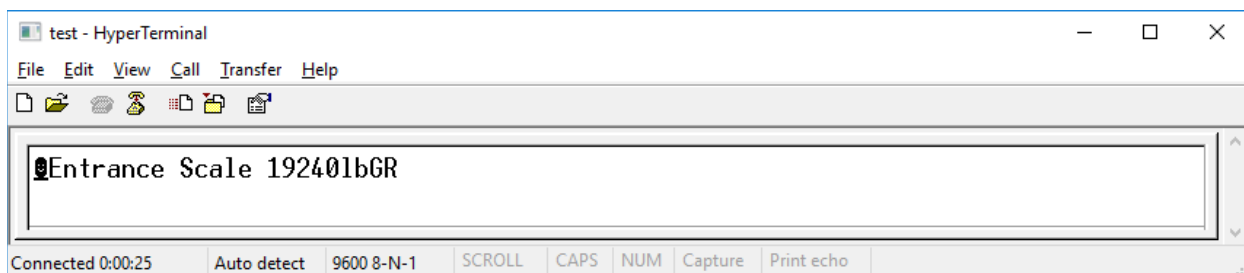 test - HyperTerminal
File Edit View Call Transfer Help
Entrance Scale 19240lbGR
Connected 0:00:25 Auto detect 9600 8-N-1 SCROLL CAPS NUM Capture Print echo